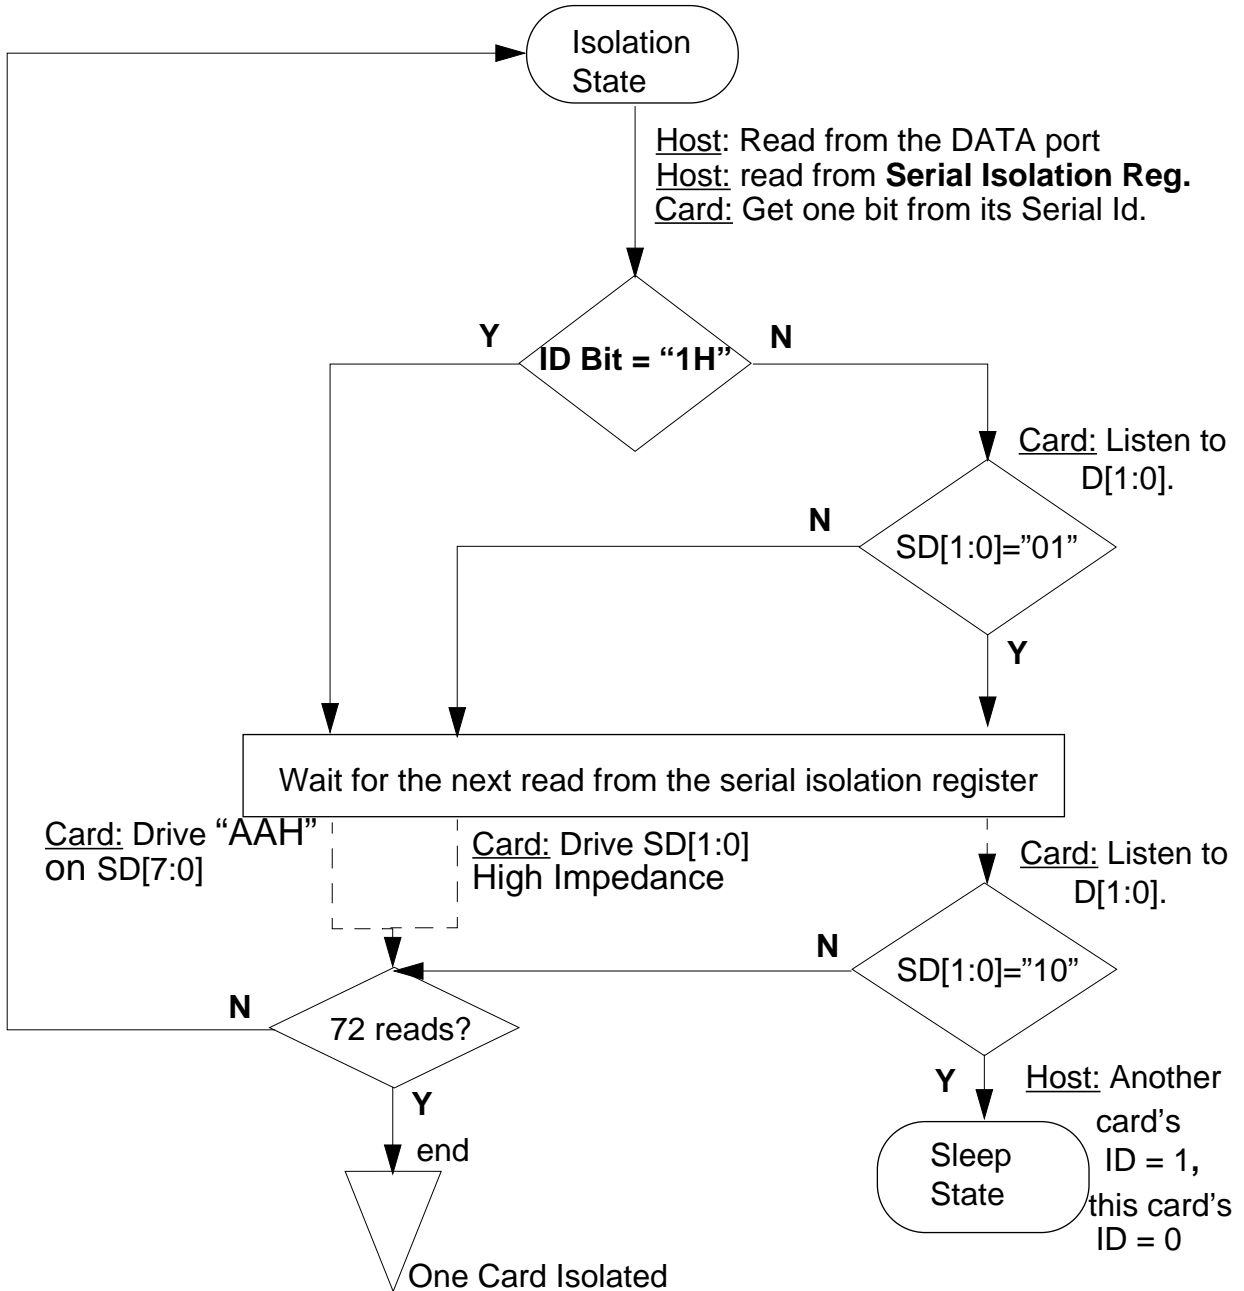 Isolation
State
Host: Read from the DATA port
Host: read from Serial Isolation Reg.
Card: Get one bit from its Serial Id.
Y
N
ID Bit = “1H”
Card: Listen to
D[1:0].
N
SD[1:0]=”01”
Y
Wait for the next read from the serial isolation register
Card: Drive “AAH”
on SD[7:0]
Card: Drive SD[1:0]
High Impedance
Card: Listen to
D[1:0].
N
SD[1:0]=”10”
N
72 reads?
Y
Y
Host: Another
card’s
ID = 1,
this card’s
ID = 0
end
Sleep
State
One Card Isolated